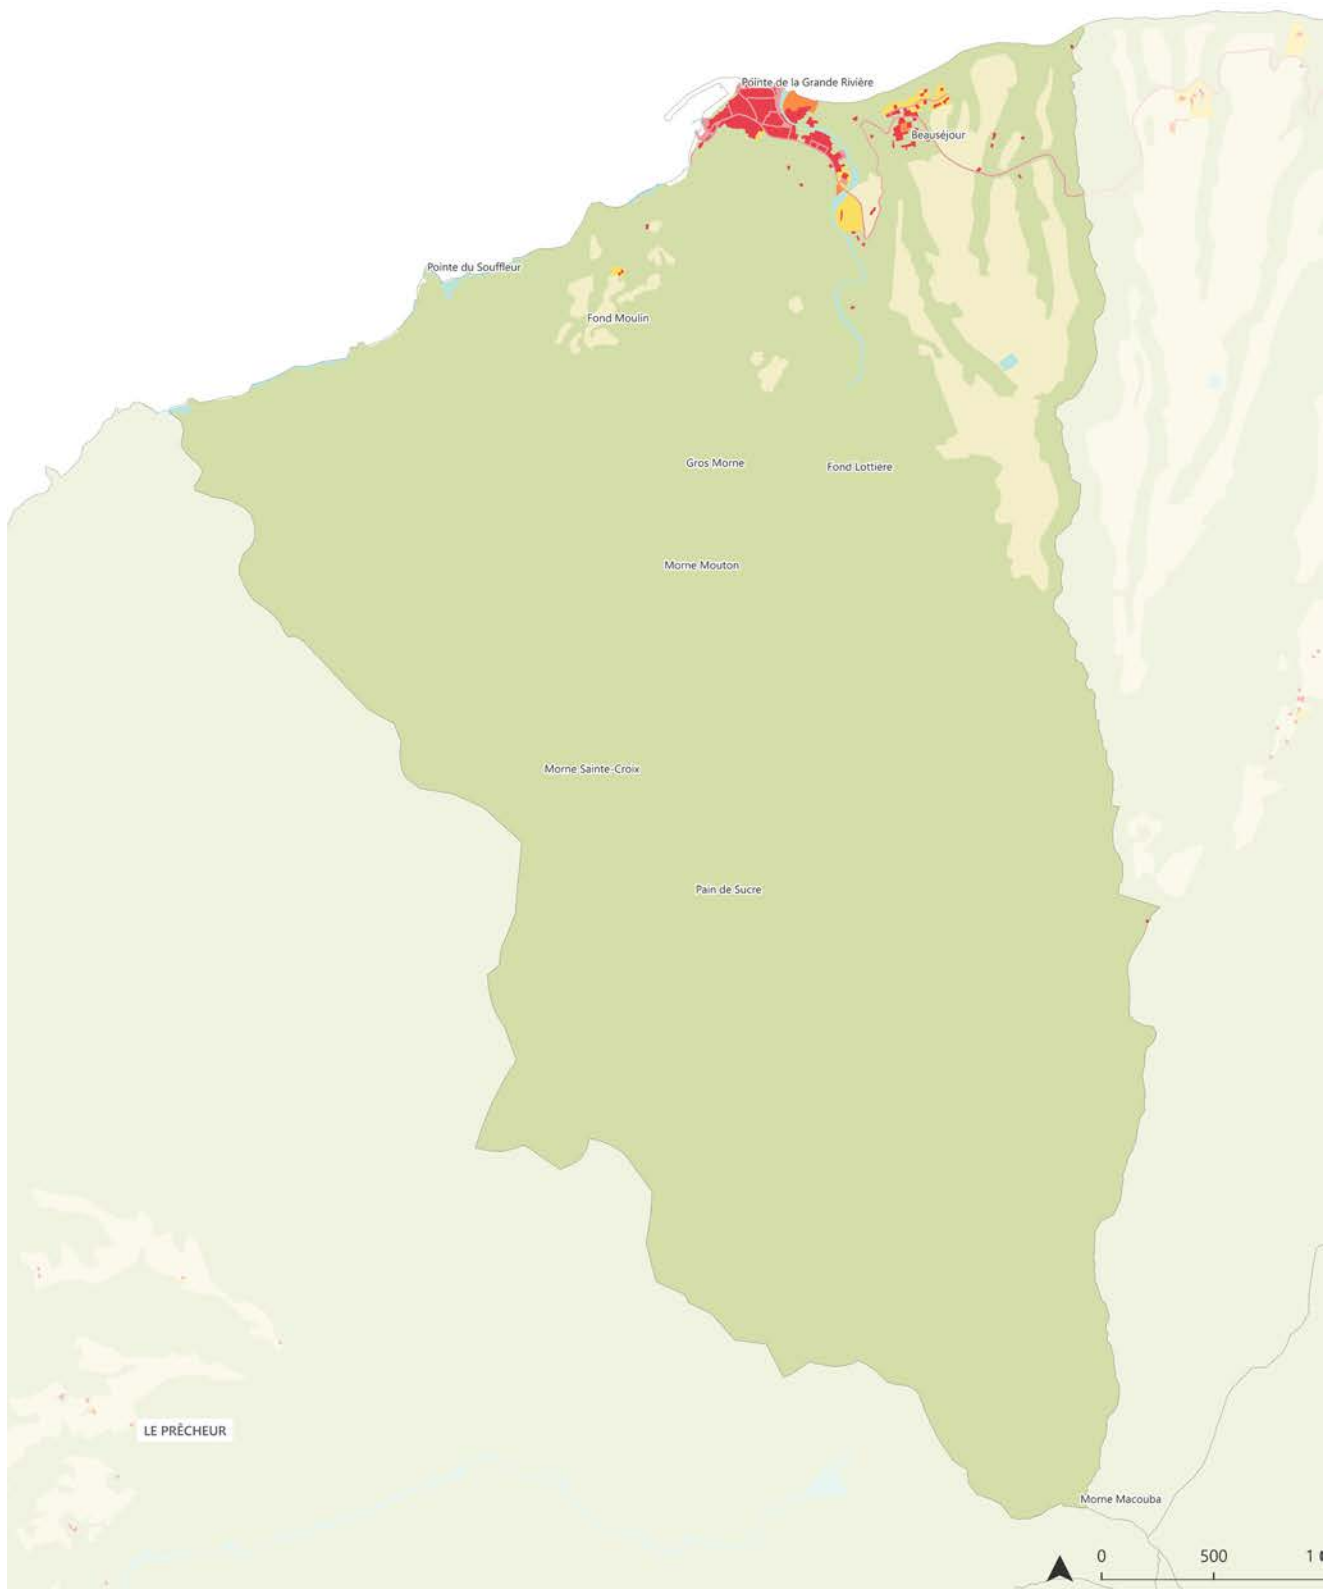 Pointe de la Grande Rivière
Beauséjour
Pointe du Souffleur
Fond Moulin
Gros Morne
Fond Lottière
Morne Mouton
Morne Sainte-Croix
Pain de Sucre
LE PRÊCHEUR
Morne Macouba
0 500 1